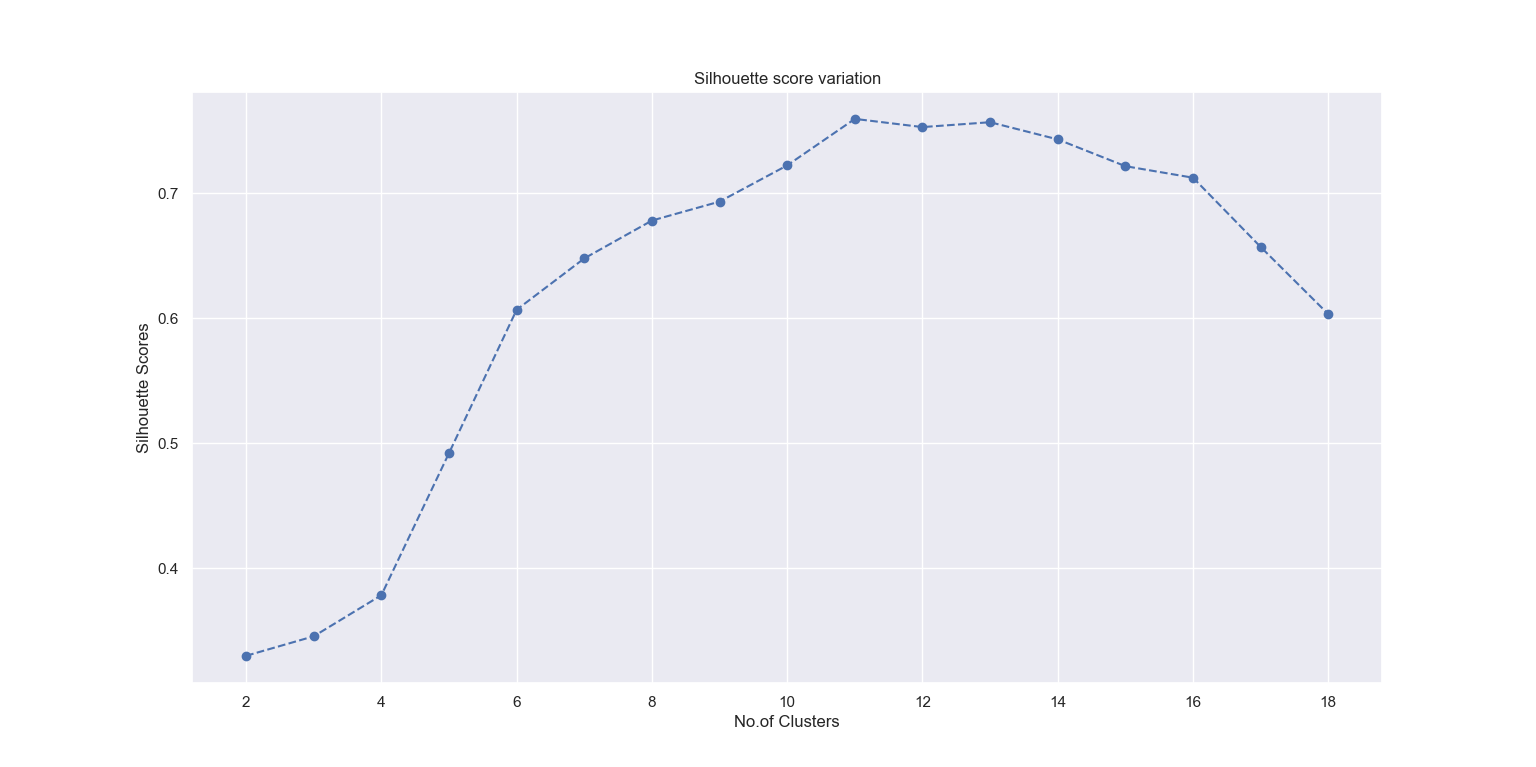 Silhouette score variation
Silhouette Scores
0.7
0.6
0.5
0.4
2 4 6 8 10 12 14 16 18
No.of Clusters